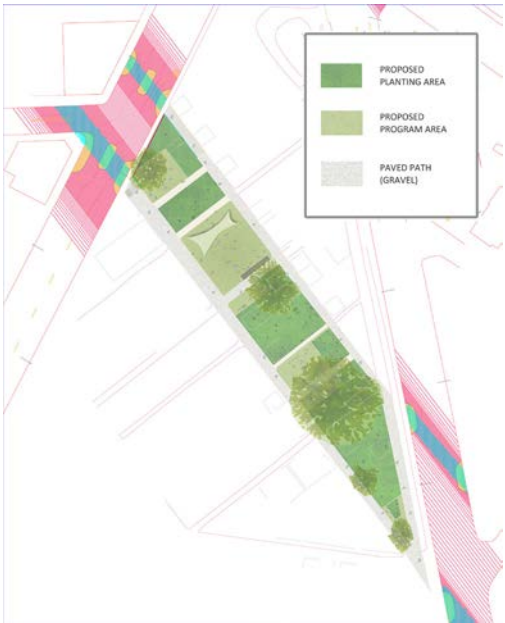 PROPOSED
PLANTING AREA
PROPOSED
PROGRAM AREA
PAVED PATH
(GRAVEL)